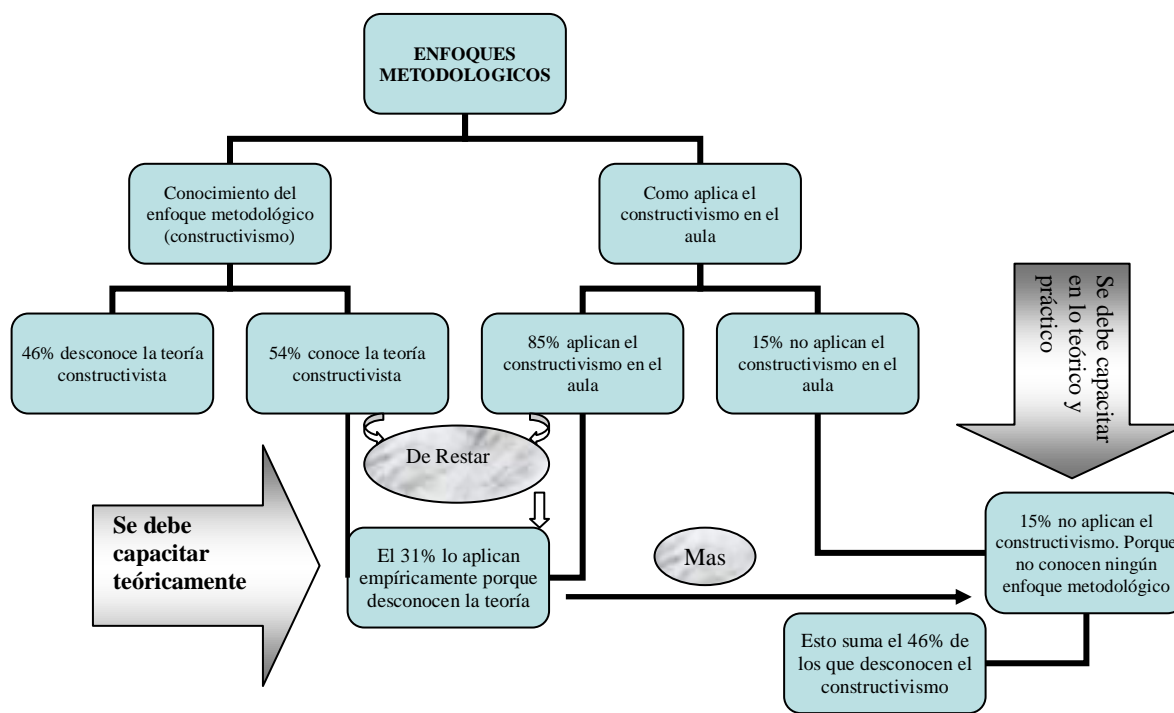 ENFOQUES
METODOLOGICOS
Conocimiento del
enfoque metodológico
(constructivismo)
Como aplica el
constructivismo en el
aula
46% desconoce la teoría
constructivista
54% conoce la teoría
constructivista
85% aplican el
constructivismo en el
aula
15% no aplican el
constructivismo en el
aula
Se debe capacitar
en lo teórico y
práctico
De Restar
Se debe
capacitar
teóricamente
El 31% lo aplican
empíricamente porque
desconocen la teoría
Mas
15% no aplican el
constructivismo. Porque
no conocen ningún
enfoque metodológico
Esto suma el 46% de
los que desconocen el
constructivismo